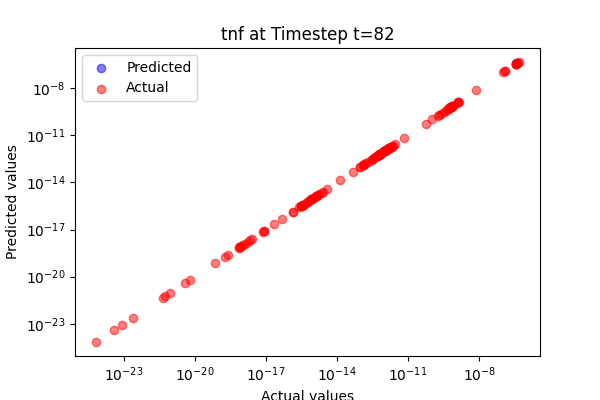 tnf at Timestep t=82
Predicted
Actual
Predicted values
10⁻⁸
10⁻¹¹
10⁻¹⁴
10⁻¹⁷
10⁻²⁰
10⁻²³
10⁻²³ 10⁻²⁰ 10⁻¹⁷ 10⁻¹⁴ 10⁻¹¹ 10⁻⁸
Actual values